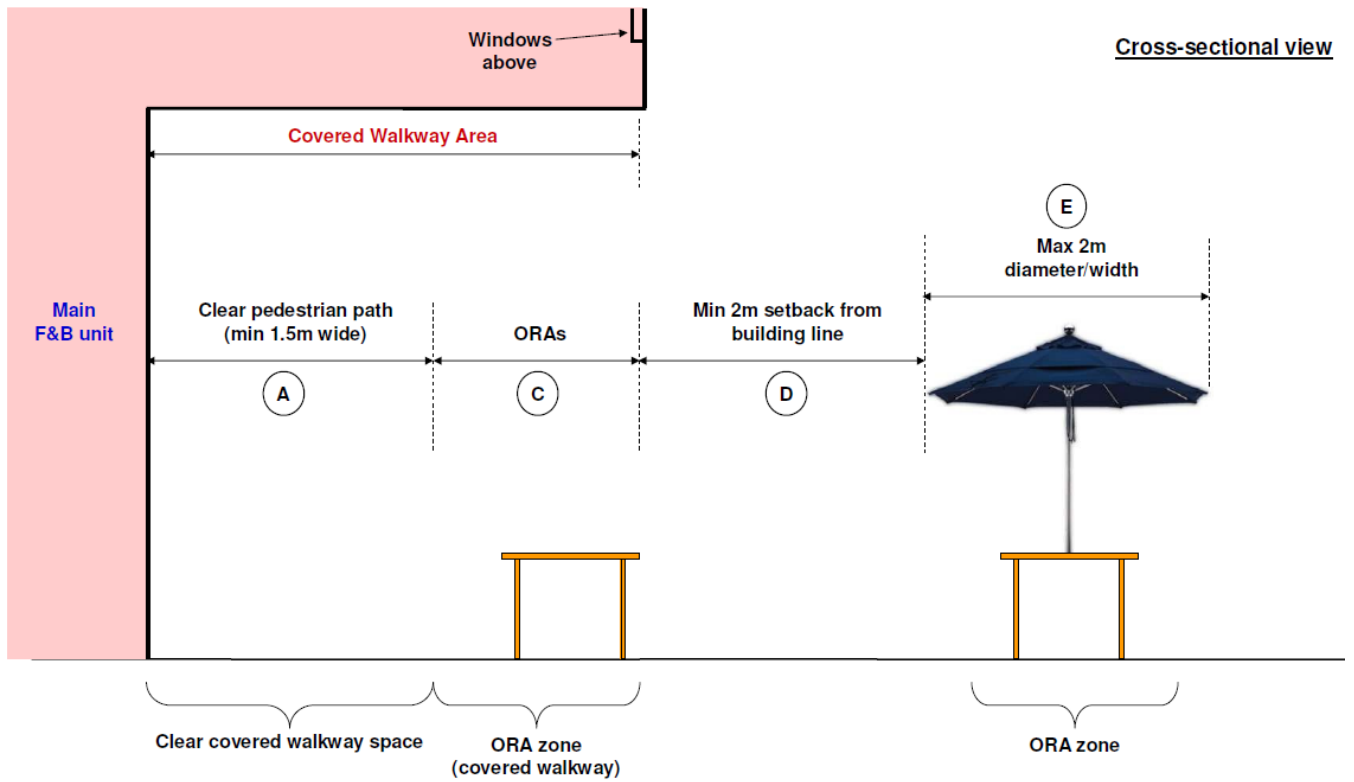 Windows
above
Cross-sectional view
Covered Walkway Area
E
Max 2m
diameter/width
Main
F&B unit
Clear pedestrian path
(min 1.5m wide)
ORAs
Min 2m setback from
building line
A
C
D
Clear covered walkway space
ORA zone
(covered walkway)
ORA zone